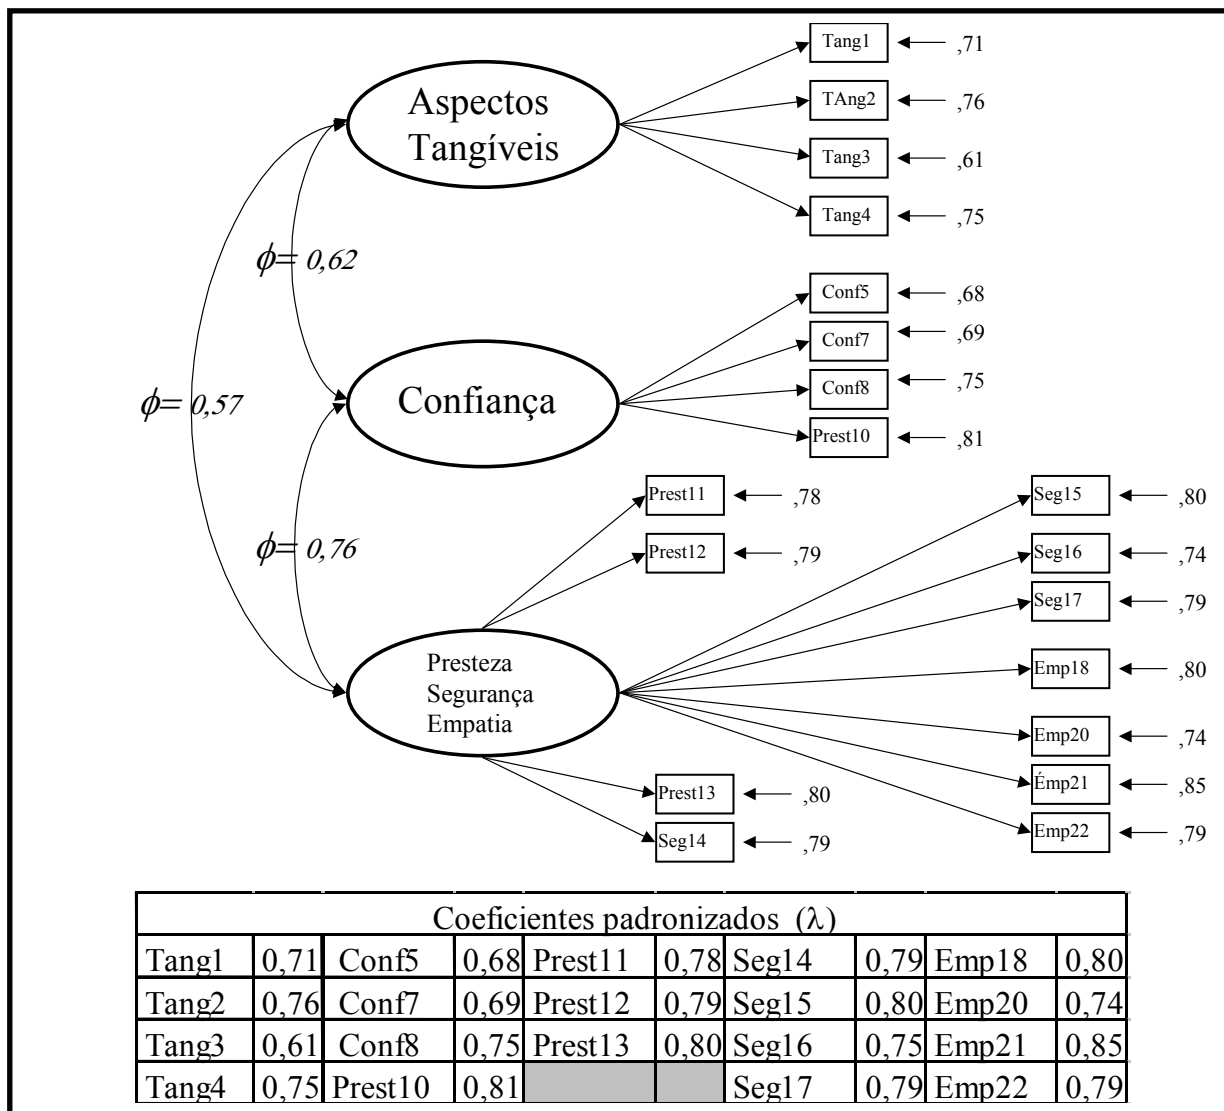 Aspectos
Tangíveis
Tang1 ,71
TAng2 ,76
Tang3 ,61
Tang4 ,75
ϕ= 0,62
Conf5 ,68
Conf7 ,69
Conf8 ,75
Prest10 ,81
Confiança
ϕ= 0,57
ϕ= 0,76
Prest11 ,78
Prest12 ,79
Presteza
Segurança
Empatia
Prest13 ,80
Seg14 ,79
Seg15 ,80
Seg16 ,74
Seg17 ,79
Emp18 ,80
Emp20 ,74
Émp21 ,85
Emp22 ,79
Coeficientes padronizados (λ)
Tang1 0,71 Conf5 0,68 Prest11 0,78 Seg14 0,79 Emp18 0,80
Tang2 0,76 Conf7 0,69 Prest12 0,79 Seg15 0,80 Emp20 0,74
Tang3 0,61 Conf8 0,75 Prest13 0,80 Seg16 0,75 Emp21 0,85
Tang4 0,75 Prest10 0,81 Seg17 0,79 Emp22 0,79